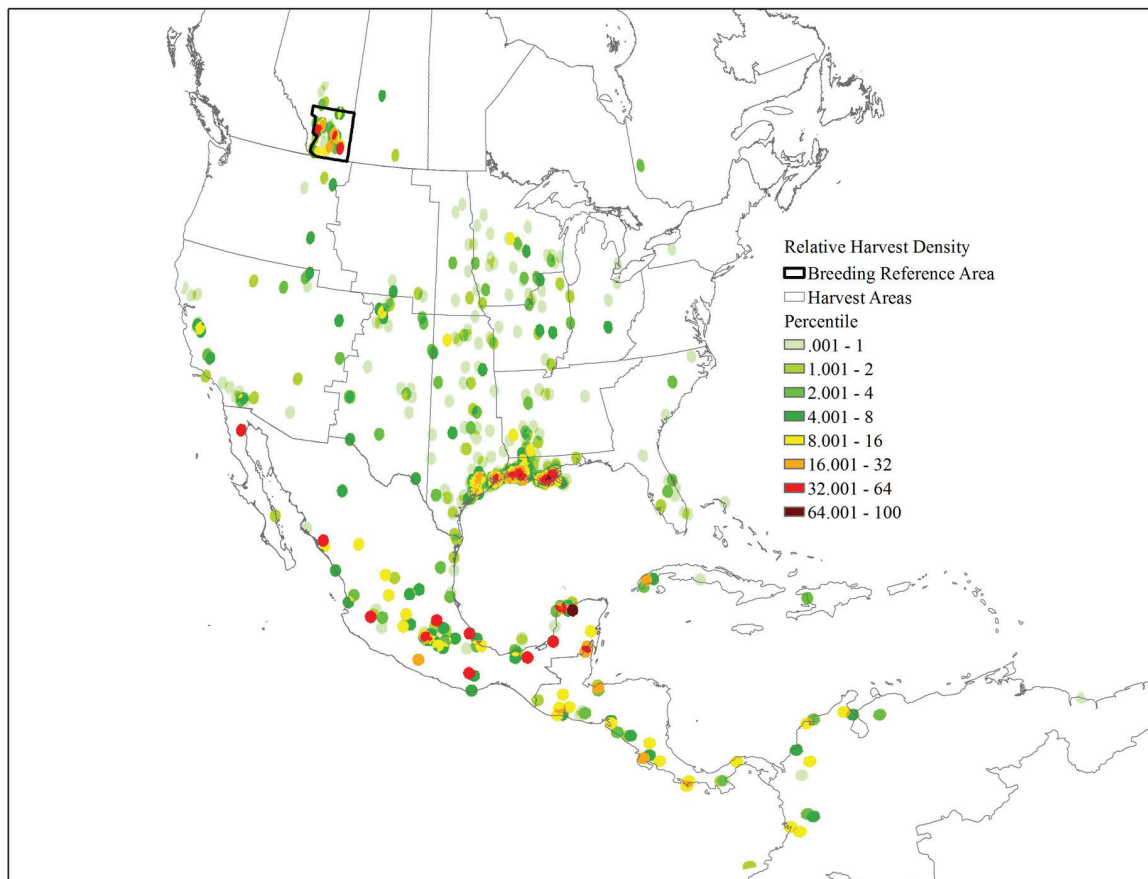 Relative Harvest Density
Breeding Reference Area
Harvest Areas
Percentile
.001 - 1
1.001 - 2
2.001 - 4
4.001 - 8
8.001 - 16
16.001 - 32
32.001 - 64
64.001 - 100